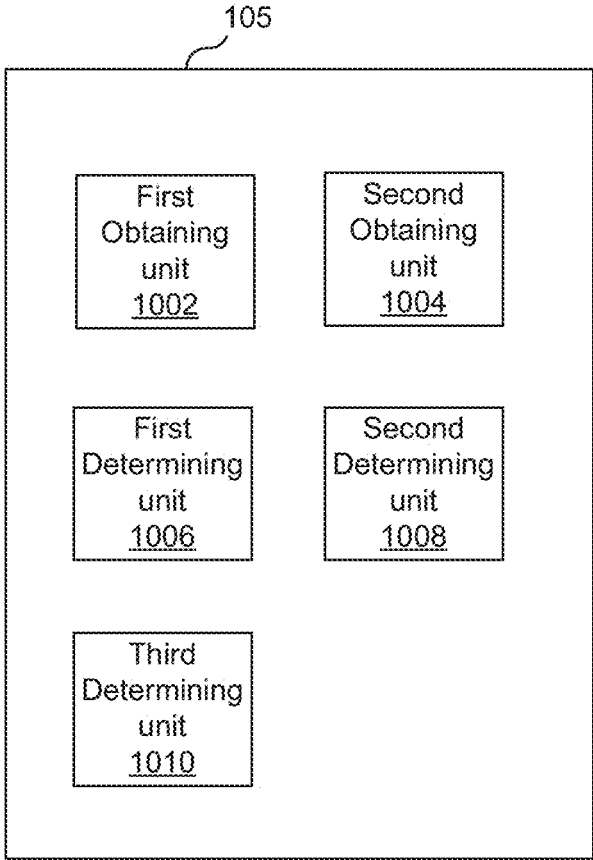 105
First
Obtaining
unit
1002
Second
Obtaining
unit
1004
First
Determining
unit
1006
Second
Determining
unit
1008
Third
Determining
unit
1010